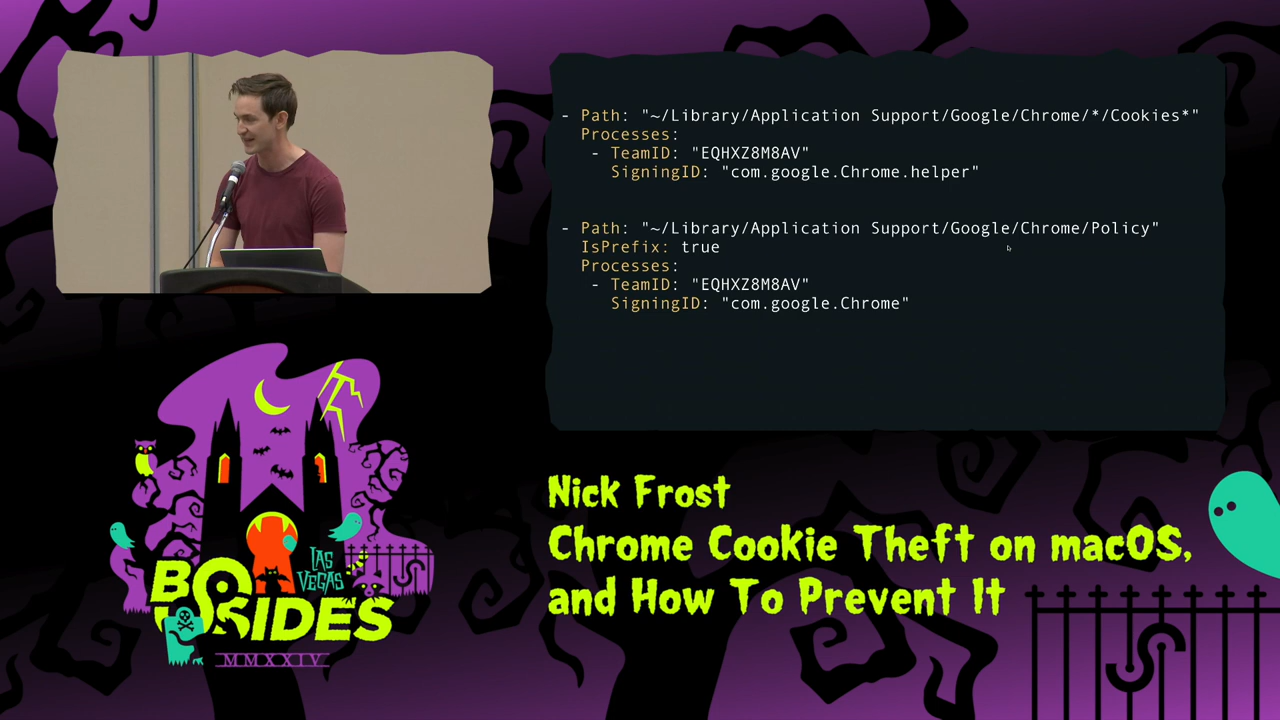 - Path: "~/Library/Application Support/Google/Chrome/*/Cookies*"
Processes:
- TeamID: "EQHXZ8M8AV"
SigningID: "com.google.Chrome.helper"
- Path: "~/Library/Application Support/Google/Chrome/Policy"
IsPrefix: true
Processes:
- TeamID: "EQHXZ8M8AV"
SigningID: "com.google.Chrome"
Nick Frost
Chrome Cookie Theft on macOS,
and How To Prevent It
LAS
VEGAS
BSIDES
MMXXIV